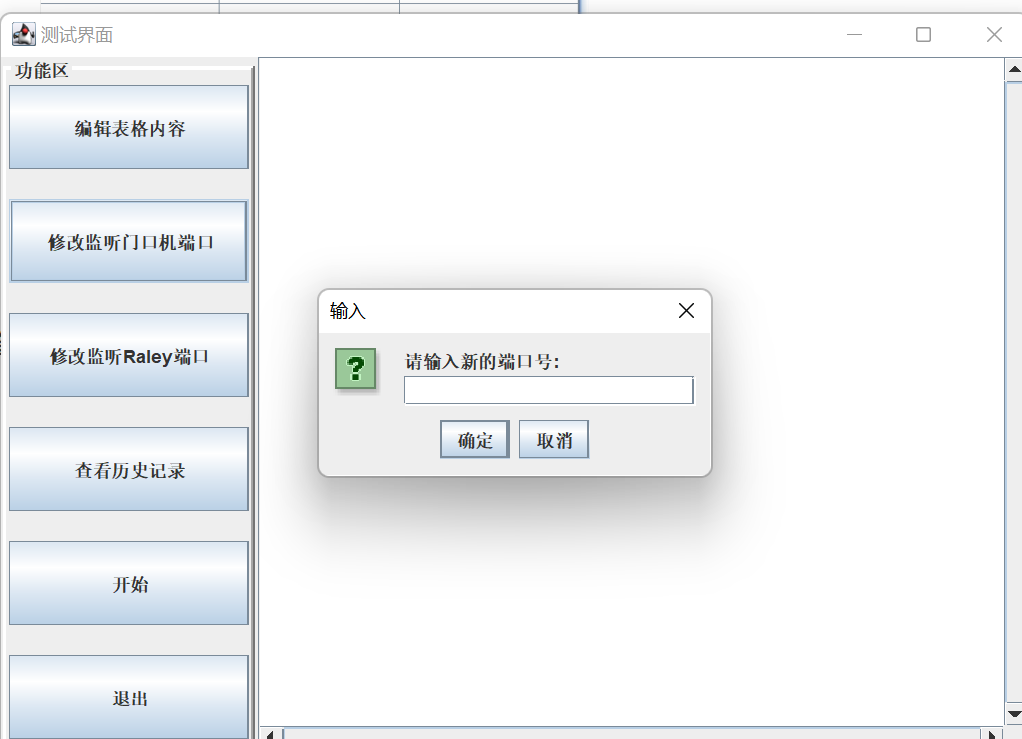 测试界面
功能区
编辑表格内容
修改监听门口机端口
修改监听Raley端口
查看历史记录
开始
退出
输入
请输入新的端口号:
确定
取消